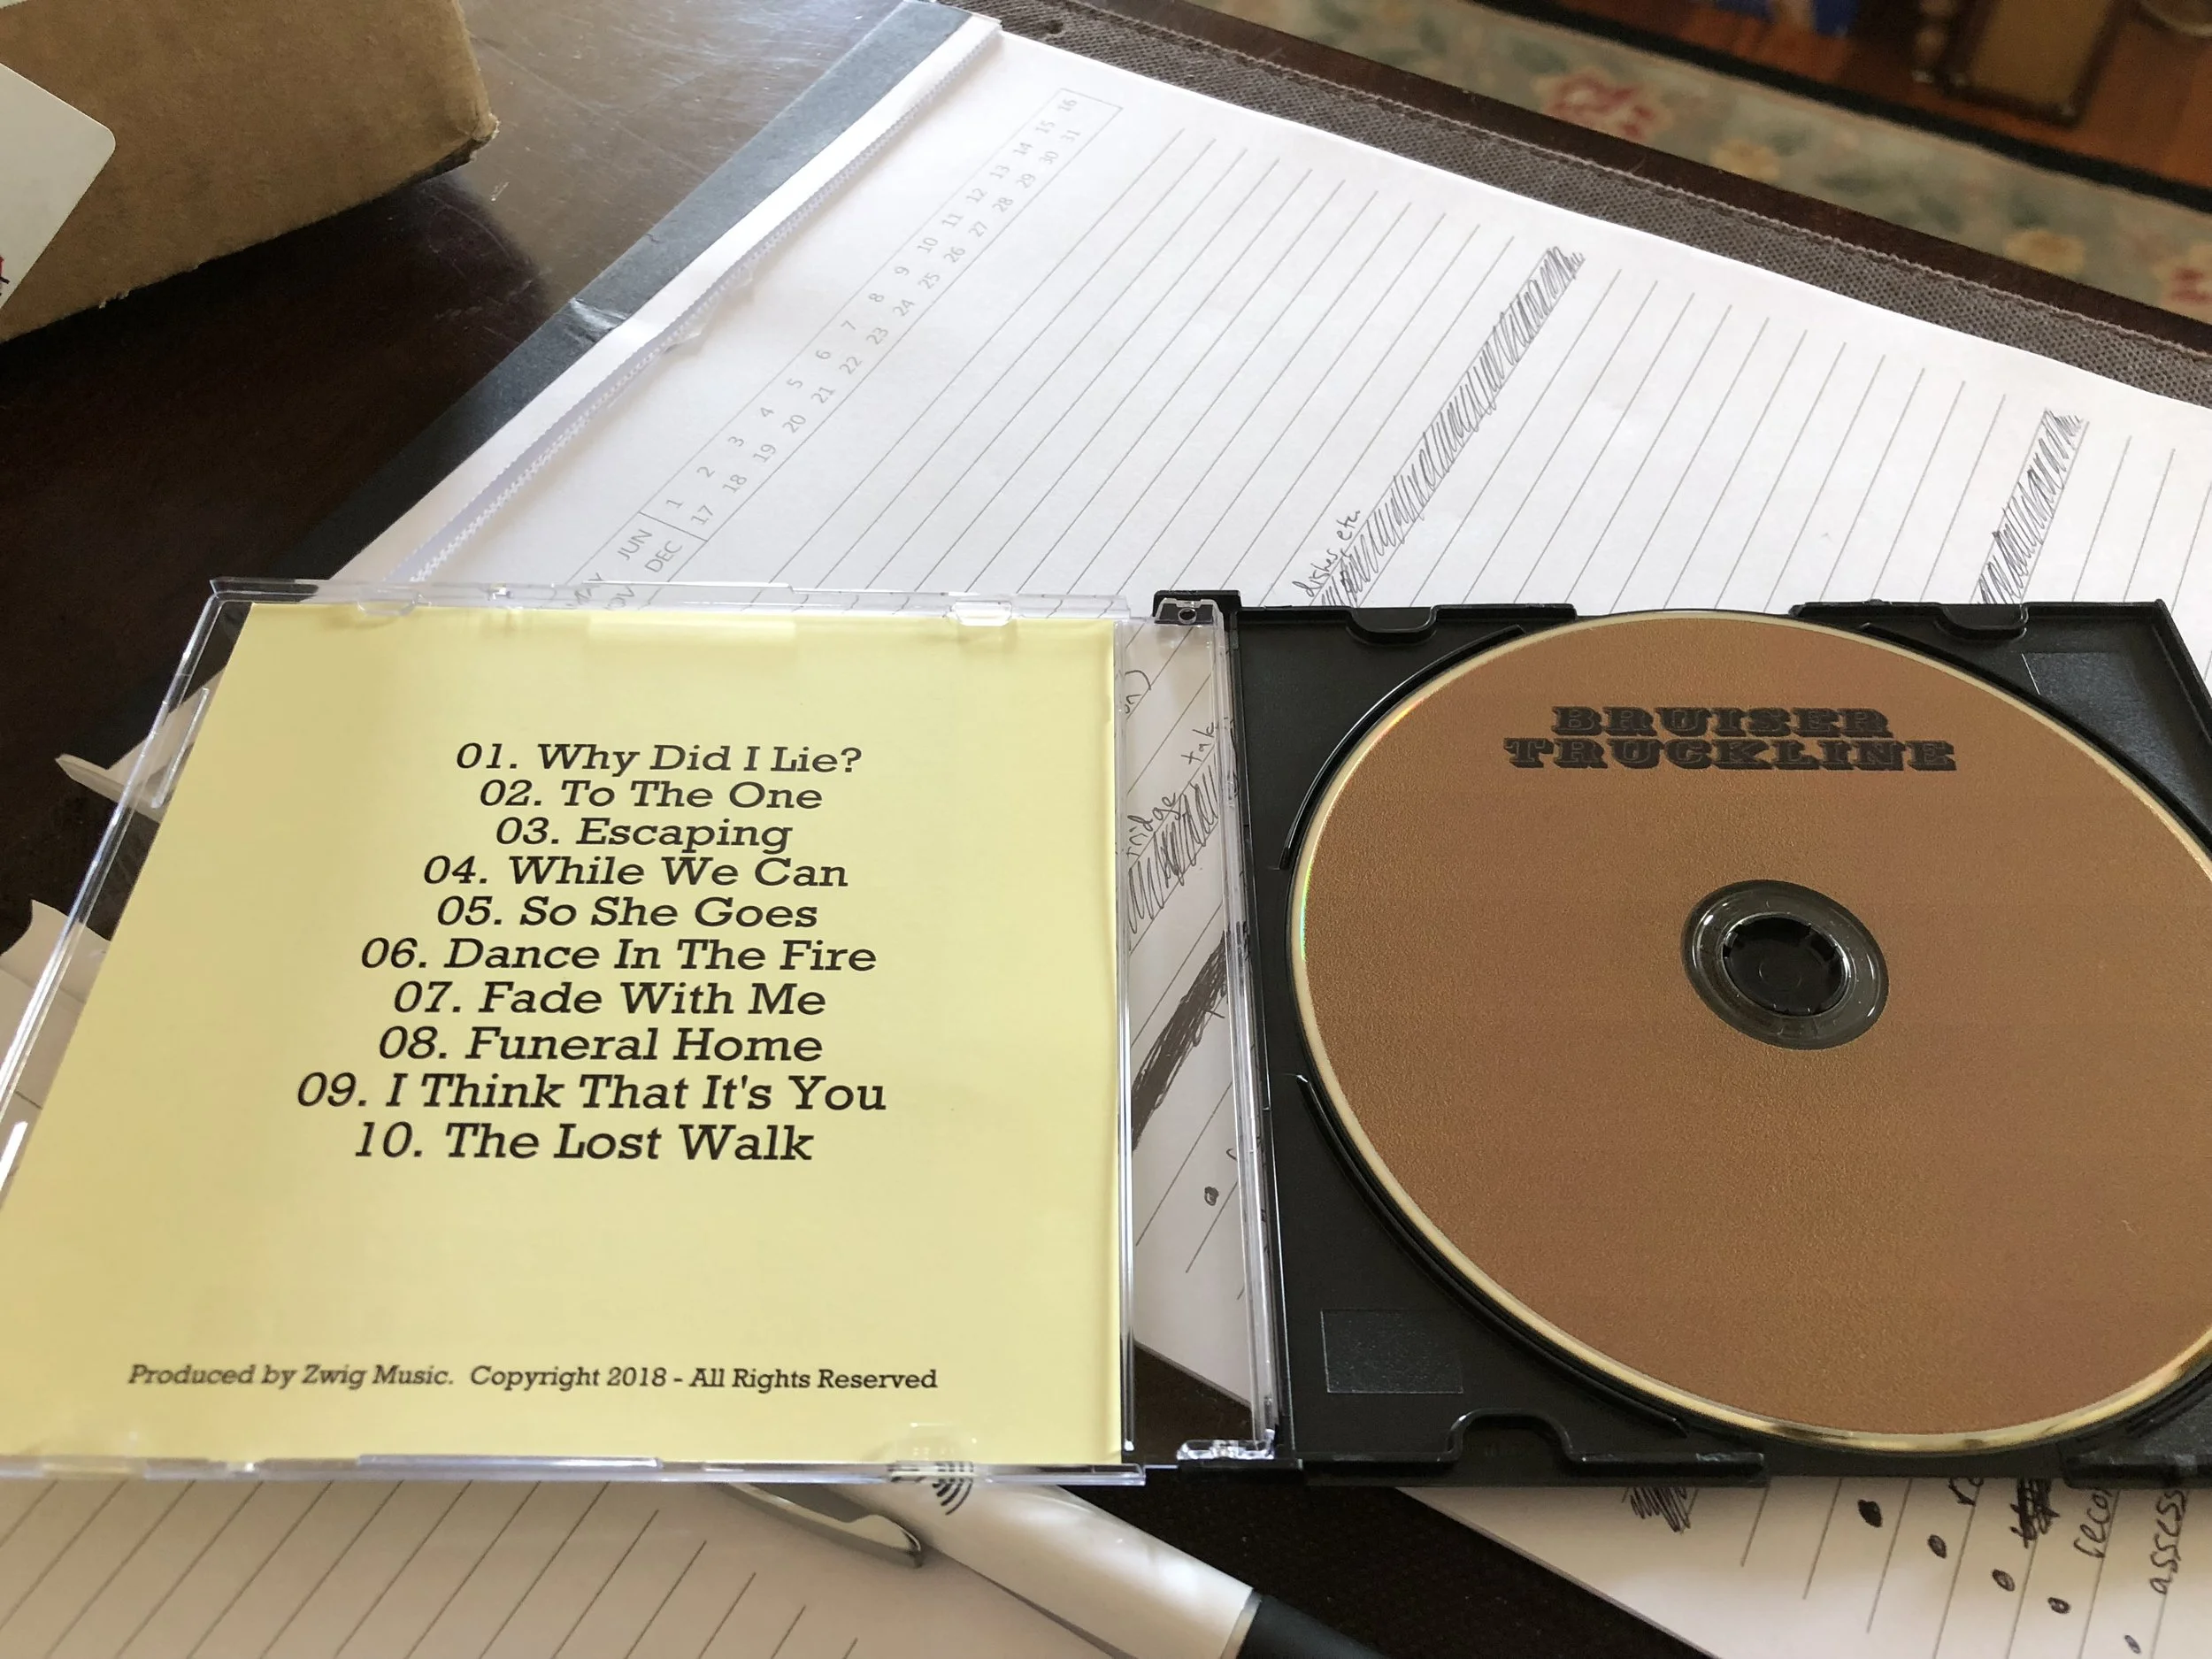 JUN 1 2 3 4 5 6 7 8 9 10 11 12 13 14 15 16
DEC 17 18 19 20 21 22 23 24 25 26 27 28 29 30 31
dishes etc
01. Why Did I Lie?
02. To The One
03. Escaping
04. While We Can
05. So She Goes
06. Dance In The Fire
07. Fade With Me
08. Funeral Home
09. I Think That It's You
10. The Lost Walk
Produced by Zwig Music. Copyright 2018 - All Rights Reserved
BRUISER
TRUCKLINE